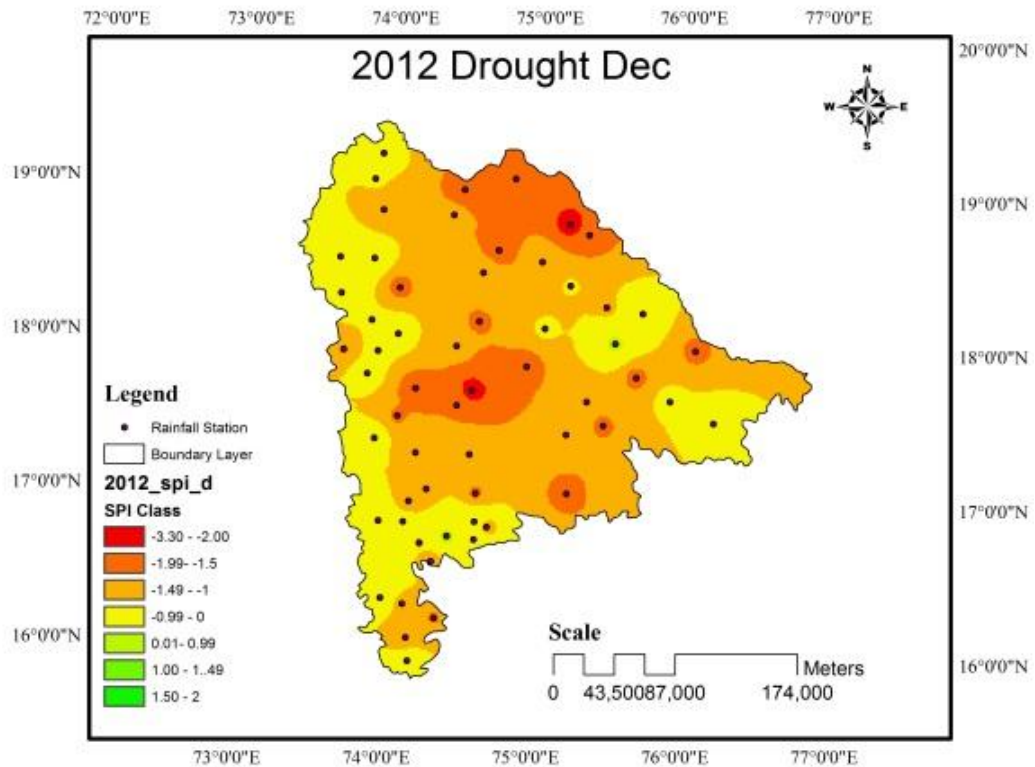 72°0'0"E 73°0'0"E 74°0'0"E 75°0'0"E 76°0'0"E 77°0'0"E
20°0'0"N
2012 Drought Dec
N
W E
S
19°0'0"N
19°0'0"N
18°0'0"N
18°0'0"N
Legend
Rainfall Station
Boundary Layer
2012_spi_d
SPI Class
-3.30 - -2.00
-1.99- -1.5
-1.49 - -1
-0.99 - 0
0.01- 0.99
1.00 - 1..49
1.50 - 2
17°0'0"N
17°0'0"N
16°0'0"N
16°0'0"N
Scale
Meters
0 43,50087,000 174,000
73°0'0"E 74°0'0"E 75°0'0"E 76°0'0"E 77°0'0"E